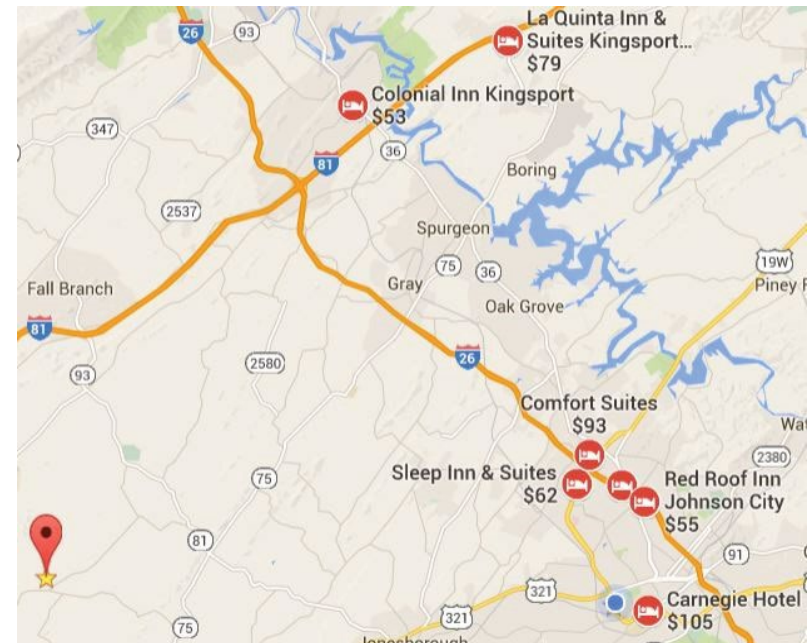 26
93
La Quinta Inn &
Suites Kingsport...
$79
Colonial Inn Kingsport
$53
347
36
81
Boring
2537
Spurgeon
75
36
19W
Piney F
Fall Branch
Gray
Oak Grove
81
26
2580
93
Comfort Suites
$93
Wat
2380
Sleep Inn & Suites
$62
Red Roof Inn
Johnson City
$55
75
81
91
321
321
Carnegie Hotel
$105
75
Jonesborough